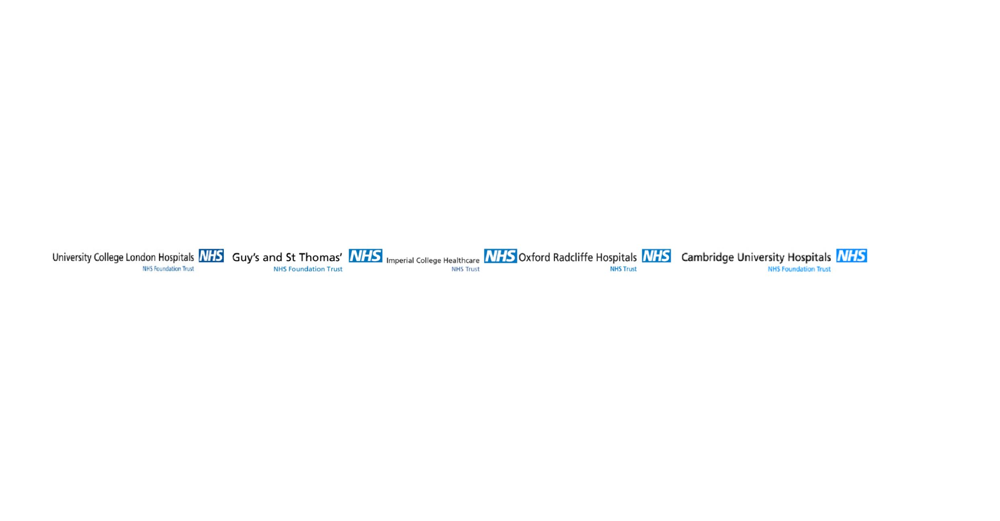 University College London Hospitals NHS
NHS Foundation Trust
Guy's and St Thomas' NHS
NHS Foundation Trust
Imperial College Healthcare NHS
NHS Trust
Oxford Radcliffe Hospitals NHS
NHS Trust
Cambridge University Hospitals NHS
NHS Foundation Trust